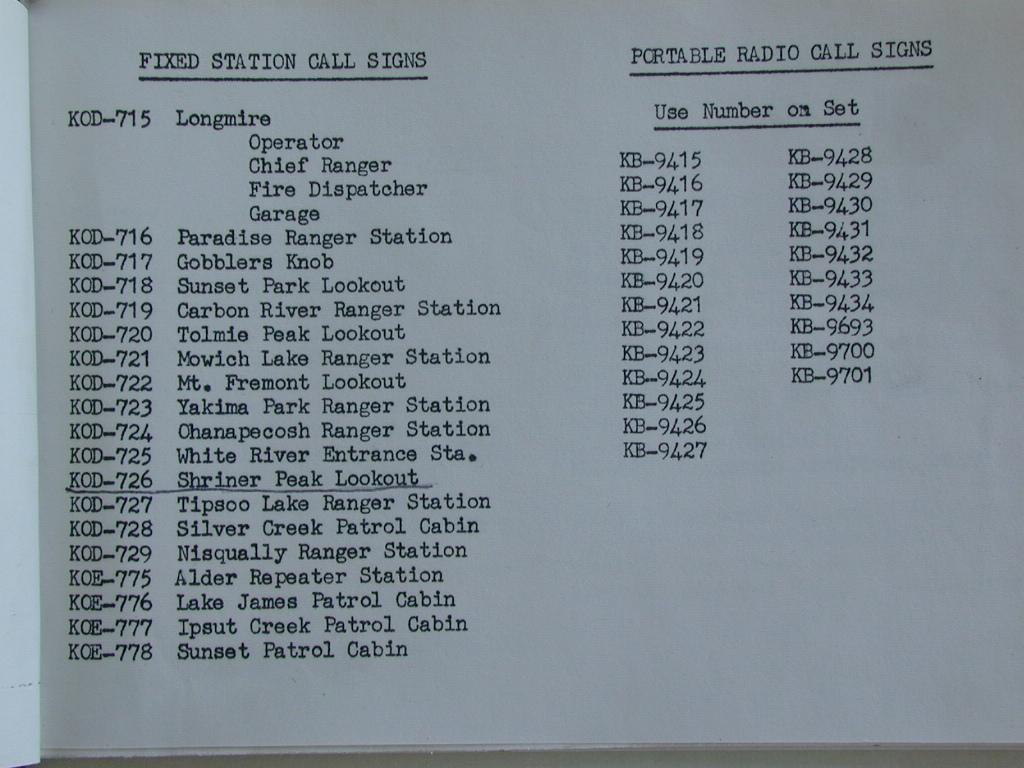 FIXED STATION CALL SIGNS
KOD-715 Longmire
Operator
Chief Ranger
Fire Dispatcher
Garage
KOD-716 Paradise Ranger Station
KOD-717 Gobblers Knob
KOD-718 Sunset Park Lookout
KOD-719 Carbon River Ranger Station
KOD-720 Tolmie Peak Lookout
KOD-721 Mowich Lake Ranger Station
KOD-722 Mt. Fremont Lookout
KOD-723 Yakima Park Ranger Station
KOD-724 Ohanapecosh Ranger Station
KOD-725 White River Entrance Sta.
KOD-726 Shriner Peak Lookout
KOD-727 Tipsoo Lake Ranger Station
KOD-728 Silver Creek Patrol Cabin
KOD-729 Nisqually Ranger Station
KOE-775 Alder Repeater Station
KOE-776 Lake James Patrol Cabin
KOE-777 Ipsut Creek Patrol Cabin
KOE-778 Sunset Patrol Cabin
PORTABLE RADIO CALL SIGNS
Use Number on Set
KB-9415 KB-9428
KB-9416 KB-9429
KB-9417 KB-9430
KB-9418 KB-9431
KB-9419 KB-9432
KB-9420 KB-9433
KB-9421 KB-9434
KB-9422 KB-9693
KB-9423 KB-9700
KB-9424 KB-9701
KB-9425
KB-9426
KB-9427